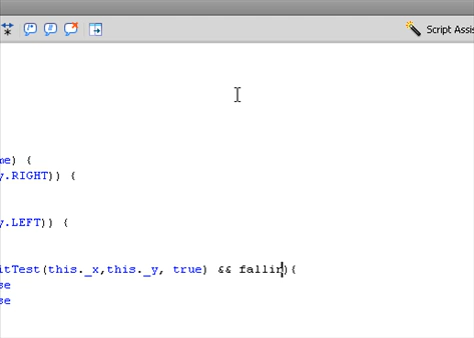 Script Assis
me) {
y.RIGHT)) {
y.LEFT)) {
itTest(this._x,this._y, true) && fallin){
se
se